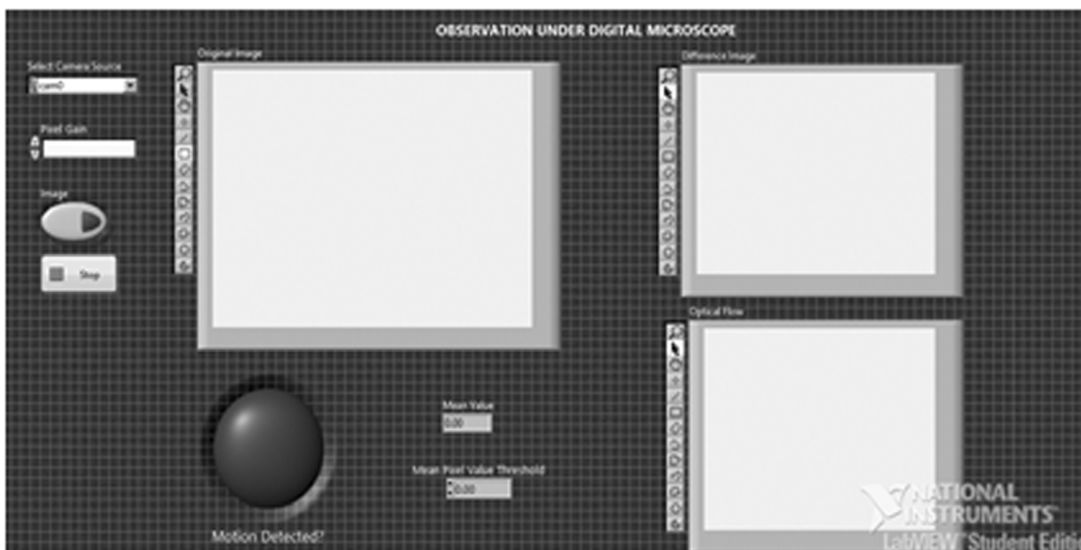 OBSERVATION UNDER DIGITAL MICROSCOPE
Original Image
Difference Image
Select Camera Source
cam0
Pixel Gain
Image
Stop
Optical Flow
Mean Value
0.00
Mean Pixel Value Threshold
0.00
Motion Detected?
NATIONAL
INSTRUMENTS
LabVIEW Student Editi